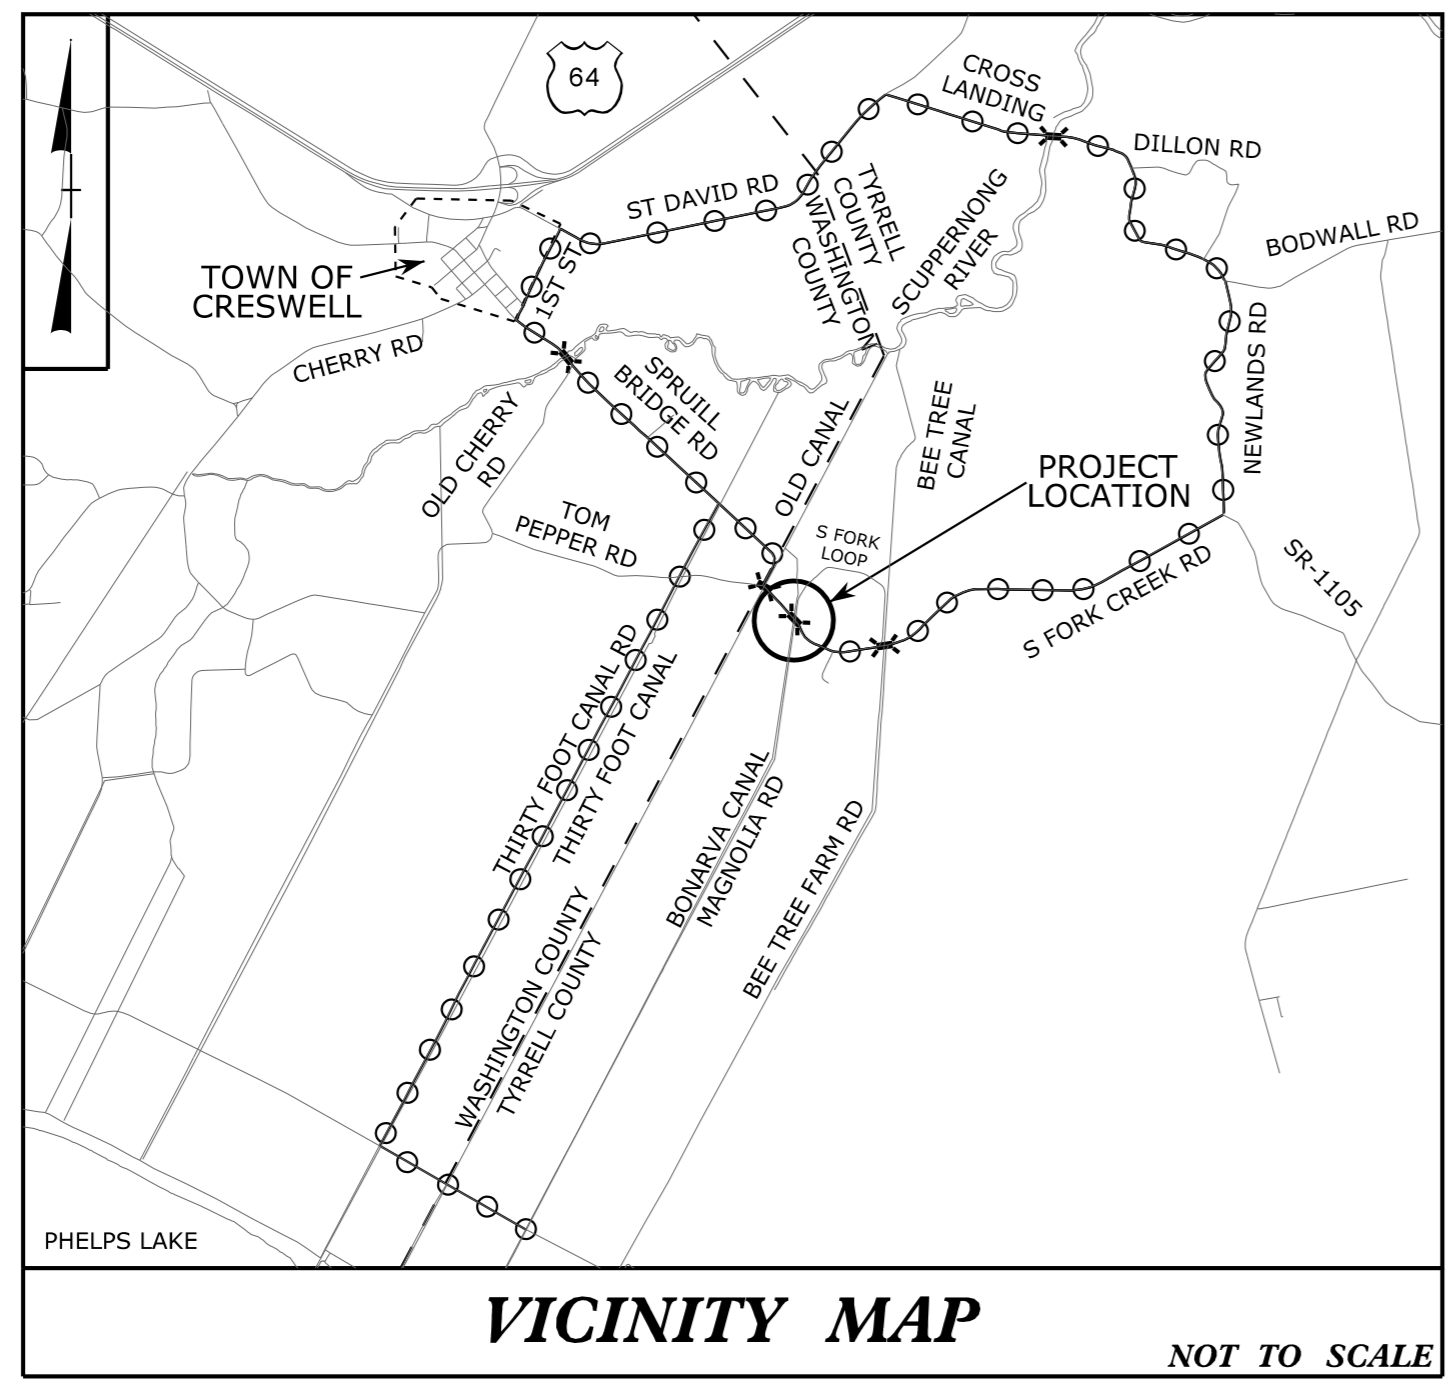 64
CROSS
LANDING
DILLON RD
ST DAVID RD
TYRRELL
COUNTY
WASHINGTON
COUNTY
SCUPPERNONG
RIVER
BODWALL RD
TOWN OF
CRESWELL
1ST ST
CHERRY RD
SPRUILL
BRIDGE RD
OLD CHERRY
RD
OLD CANAL
BEE TREE
CANAL
NEWLANDS RD
PROJECT
LOCATION
TOM
PEPPER RD
S FORK
LOOP
S FORK CREEK RD
SR-1105
THIRTY FOOT CANAL RD
THIRTY FOOT CANAL
BONARVA CANAL
MAGNOLIA RD
BEE TREE FARM RD
WASHINGTON COUNTY
TYRRELL COUNTY
PHELPS LAKE
VICINITY MAP
NOT TO SCALE